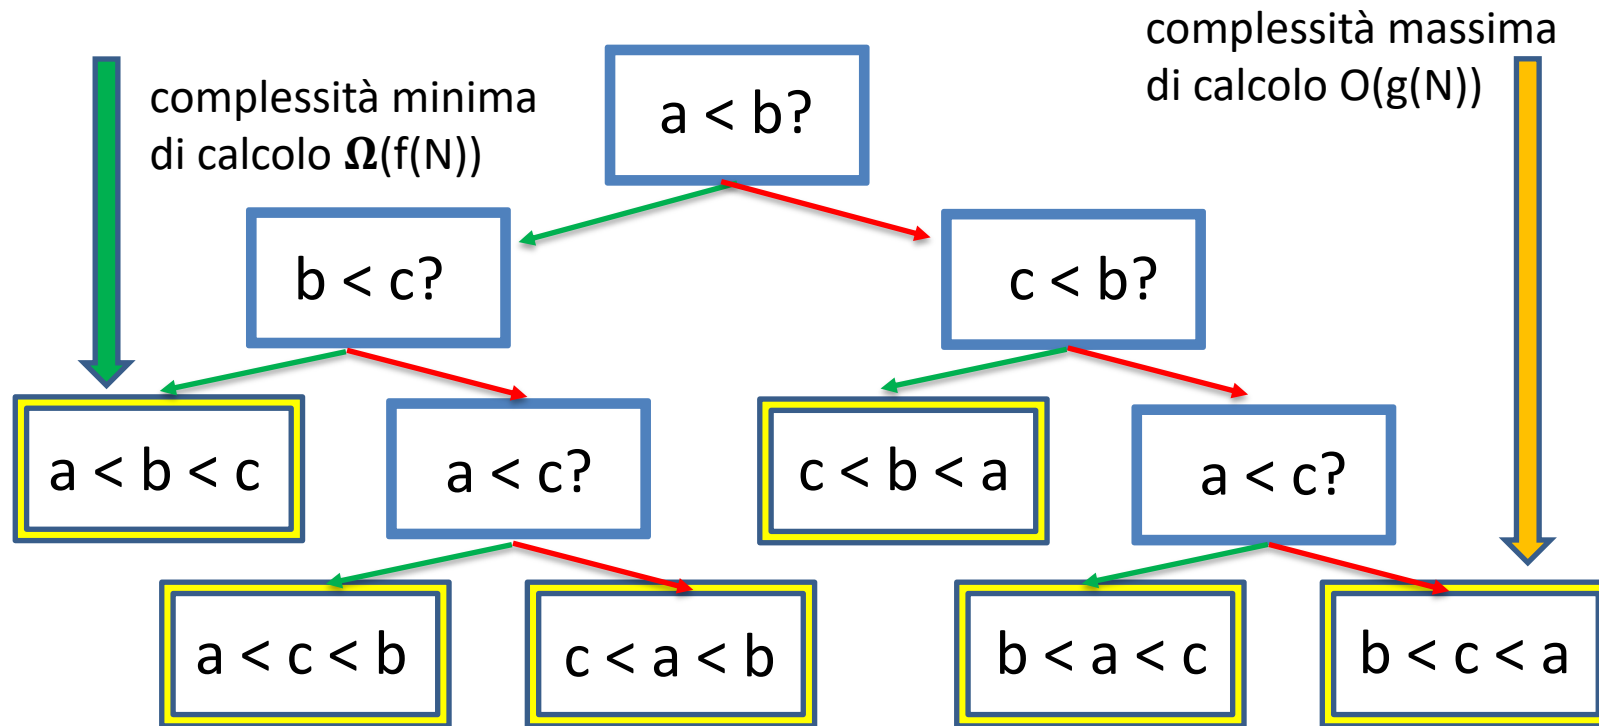 complessità minima
di calcolo Ω(f(N))
complessità massima
di calcolo O(g(N))
a < b?
b < c?
c < b?
a < b < c
a < c?
c < b < a
a < c?
a < c < b
c < a < b
b < a < c
b < c < a